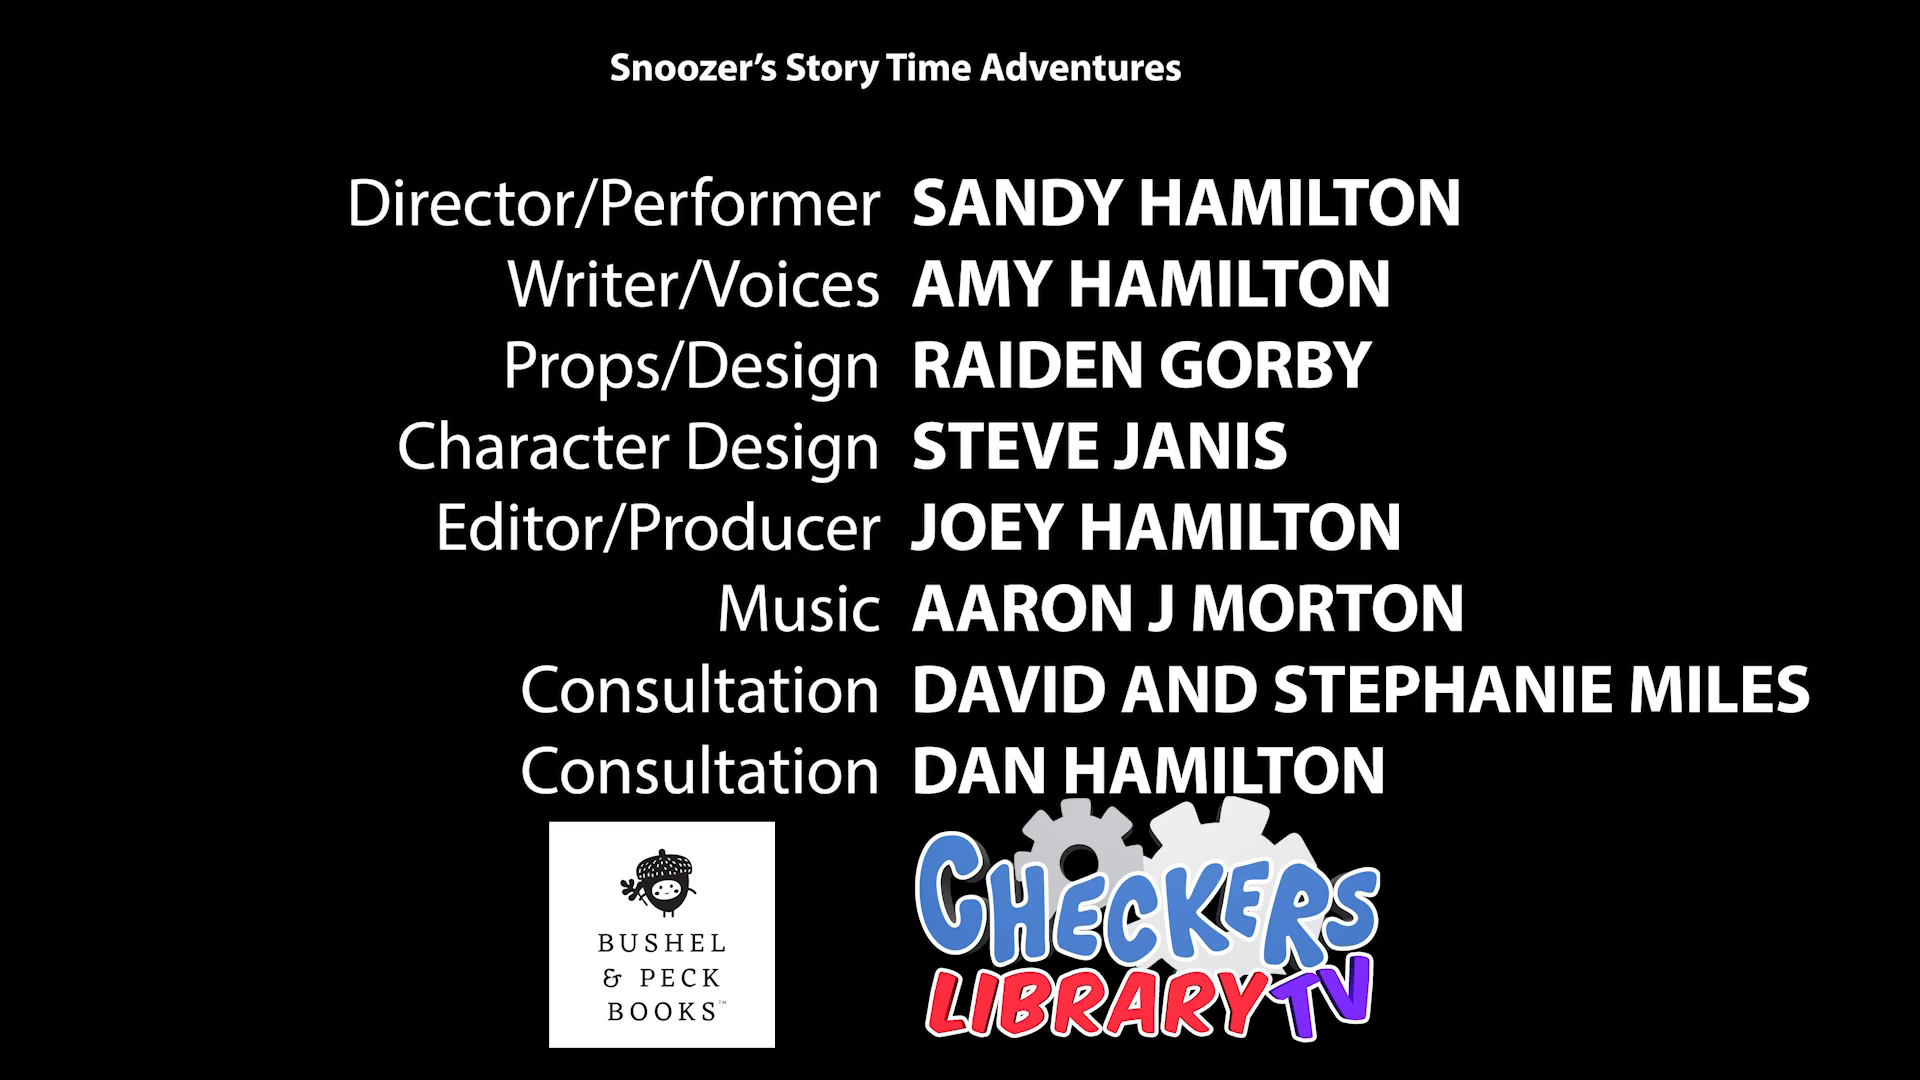 Snoozer’s Story Time Adventures
Director/Performer SANDY HAMILTON
Writer/Voices AMY HAMILTON
Props/Design RAIDEN GORBY
Character Design STEVE JANIS
Editor/Producer JOEY HAMILTON
Music AARON J MORTON
Consultation DAVID AND STEPHANIE MILES
Consultation DAN HAMILTON
BUSHEL
& PECK
BOOKS™
CHECKERS
LIBRARY TV